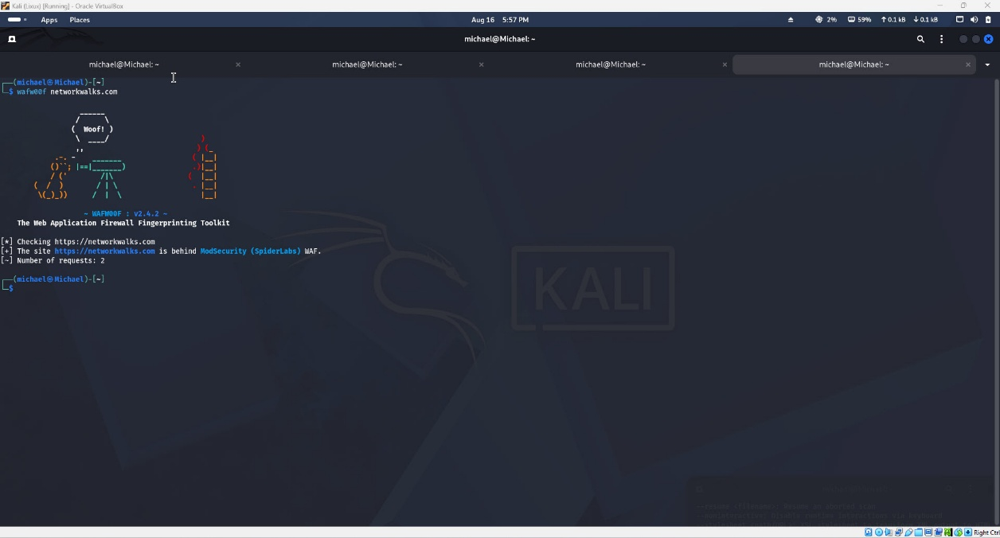 Kali (Lixux) [Running] - Oracle VirtualBox
Apps Places Aug 16 5:57 PM 2% 59% ↑ 0.1 kB ↓ 0.1 kB
michael@Michael: ~
michael@Michael: ~ michael@Michael: ~ michael@Michael: ~ michael@Michael: ~
┌──(michael㉿Michael)-[~]
└─$ wafw00f networkwalks.com
Woof!
~ WAFW00F : v2.4.2 ~
The Web Application Firewall Fingerprinting Toolkit
[*] Checking https://networkwalks.com
[+] The site https://networkwalks.com is behind ModSecurity (SpiderLabs) WAF.
[~] Number of requests: 2
┌──(michael㉿Michael)-[~]
└─$
KALI
Right Ctrl